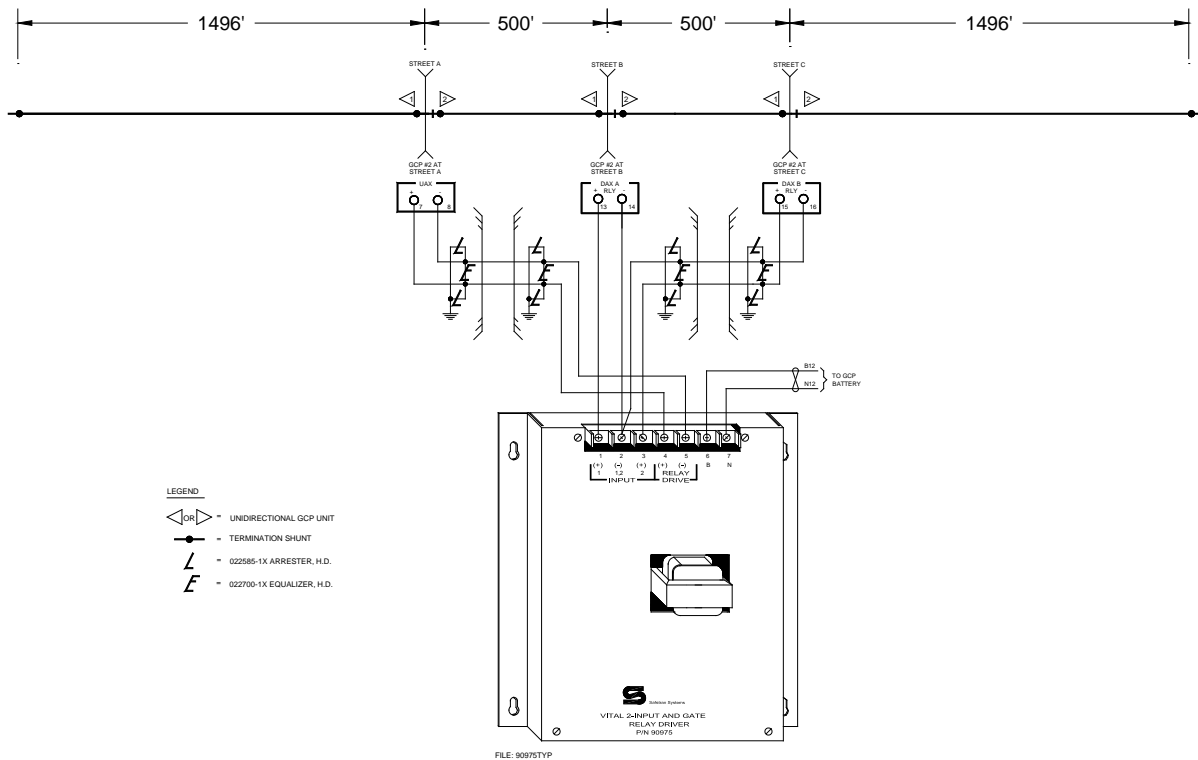 1496' 500' 500' 1496'
STREET A STREET B STREET C
1 2 1 2 1 2
GCP #2 AT
STREET A
GCP #2 AT
STREET B
GCP #2 AT
STREET C
UAX
+ -
7 8
DAX A
+ RLY -
13 14
DAX B
+ RLY -
15 16
B12
N12
TO GCP
BATTERY
1 2 3 4 5 6 7
(+) (-) (+) (+) (-) B N
1 1,2 2 RELAY
INPUT DRIVE
LEGEND
OR = UNIDIRECTIONAL GCP UNIT
= TERMINATION SHUNT
= 022585-1X ARRESTER, H.D.
= 022700-1X EQUALIZER, H.D.
S
Safetran Systems
VITAL 2-INPUT AND GATE
RELAY DRIVER
P/N 90975
FILE: 90975TYP